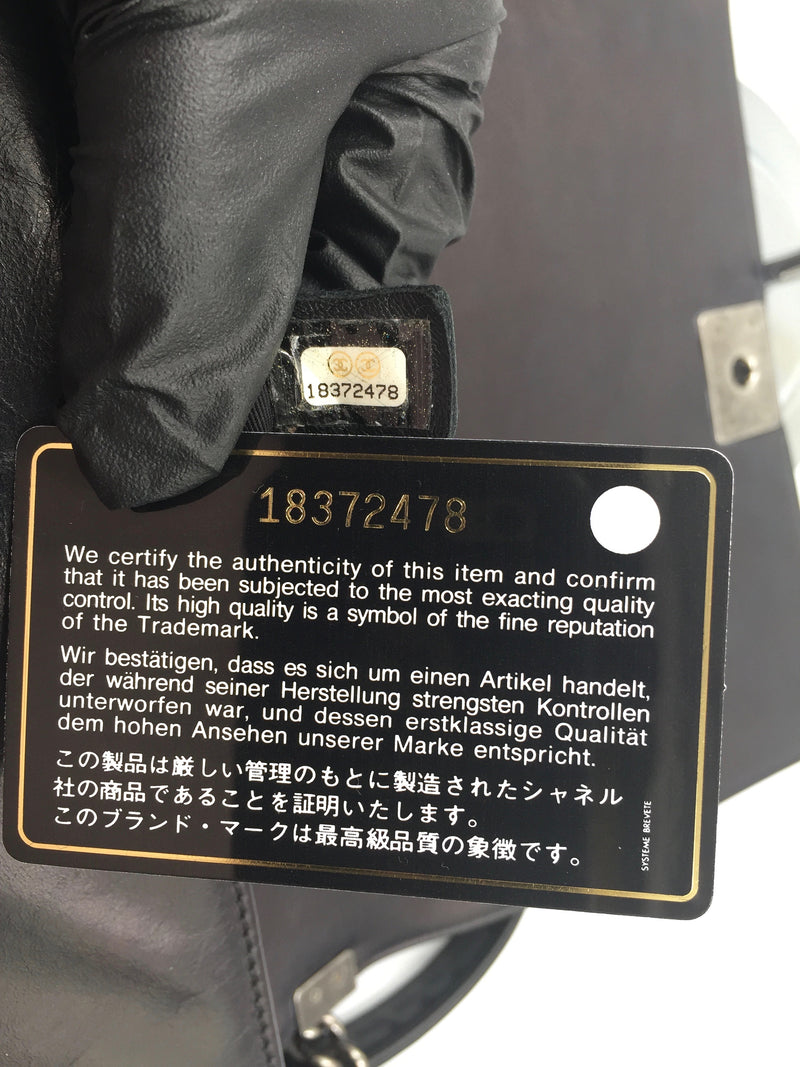 18372478
18372478
We certify the authenticity of this item and confirm
that it has been subjected to the most exacting quality
control. Its high quality is a symbol of the fine reputation
of the Trademark.
Wir bestätigen, dass es sich um einen Artikel handelt,
der während seiner Herstellung strengsten Kontrollen
unterworfen war, und dessen erstklassige Qualität
dem hohen Ansehen unserer Marke entspricht.
この製品は厳しい管理のもとに製造されたシャネル
社の商品であることを証明いたします。
このブランド・マークは最高級品質の象徴です。
SYSTEME BREVETE